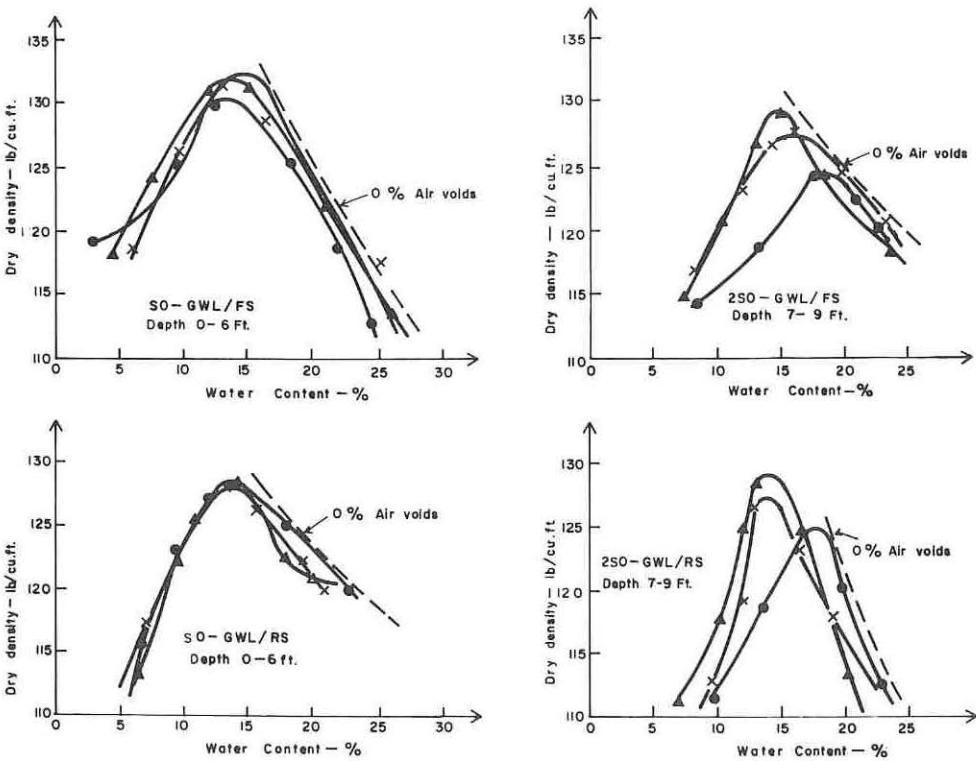 135
130
125
120
115
110
Dry density — lb/cu.ft.
0 % Air voids
SO – GWL/FS
Depth 0–6 Ft.
0 5 10 15 20 25 30
Water Content – %
135
130
125
120
115
110
Dry density — lb/cu.ft.
0 % Air voids
2SO – GWL/FS
Depth 7– 9 Ft.
0 5 10 15 20 25
Water Content – %
130
125
120
115
110
Dry density – lb/cu.ft.
0 % Air voids
SO – GWL/RS
Depth 0–6 ft.
0 5 10 15 20 25 30
Water Content – %
130
125
120
115
110
Dry density – lb/cu.ft.
0 % Air voids
2SO–GWL/RS
Depth 7-9 Ft.
0 5 10 15 20 25
Water Content – %